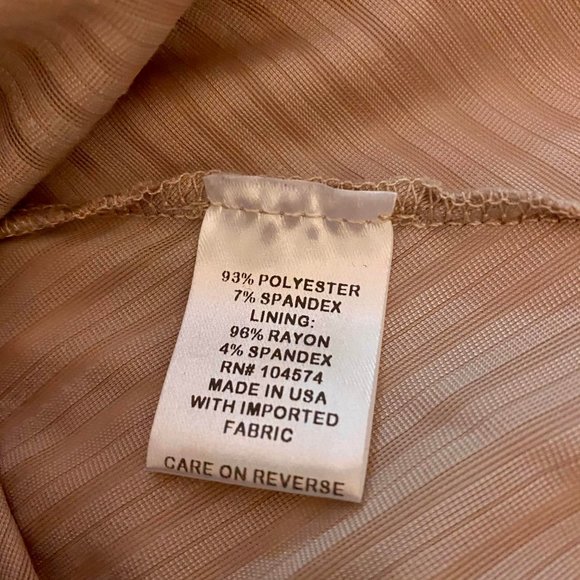 93% POLYESTER
7% SPANDEX
LINING:
96% RAYON
4% SPANDEX
RN# 104574
MADE IN USA
WITH IMPORTED
FABRIC
CARE ON REVERSE